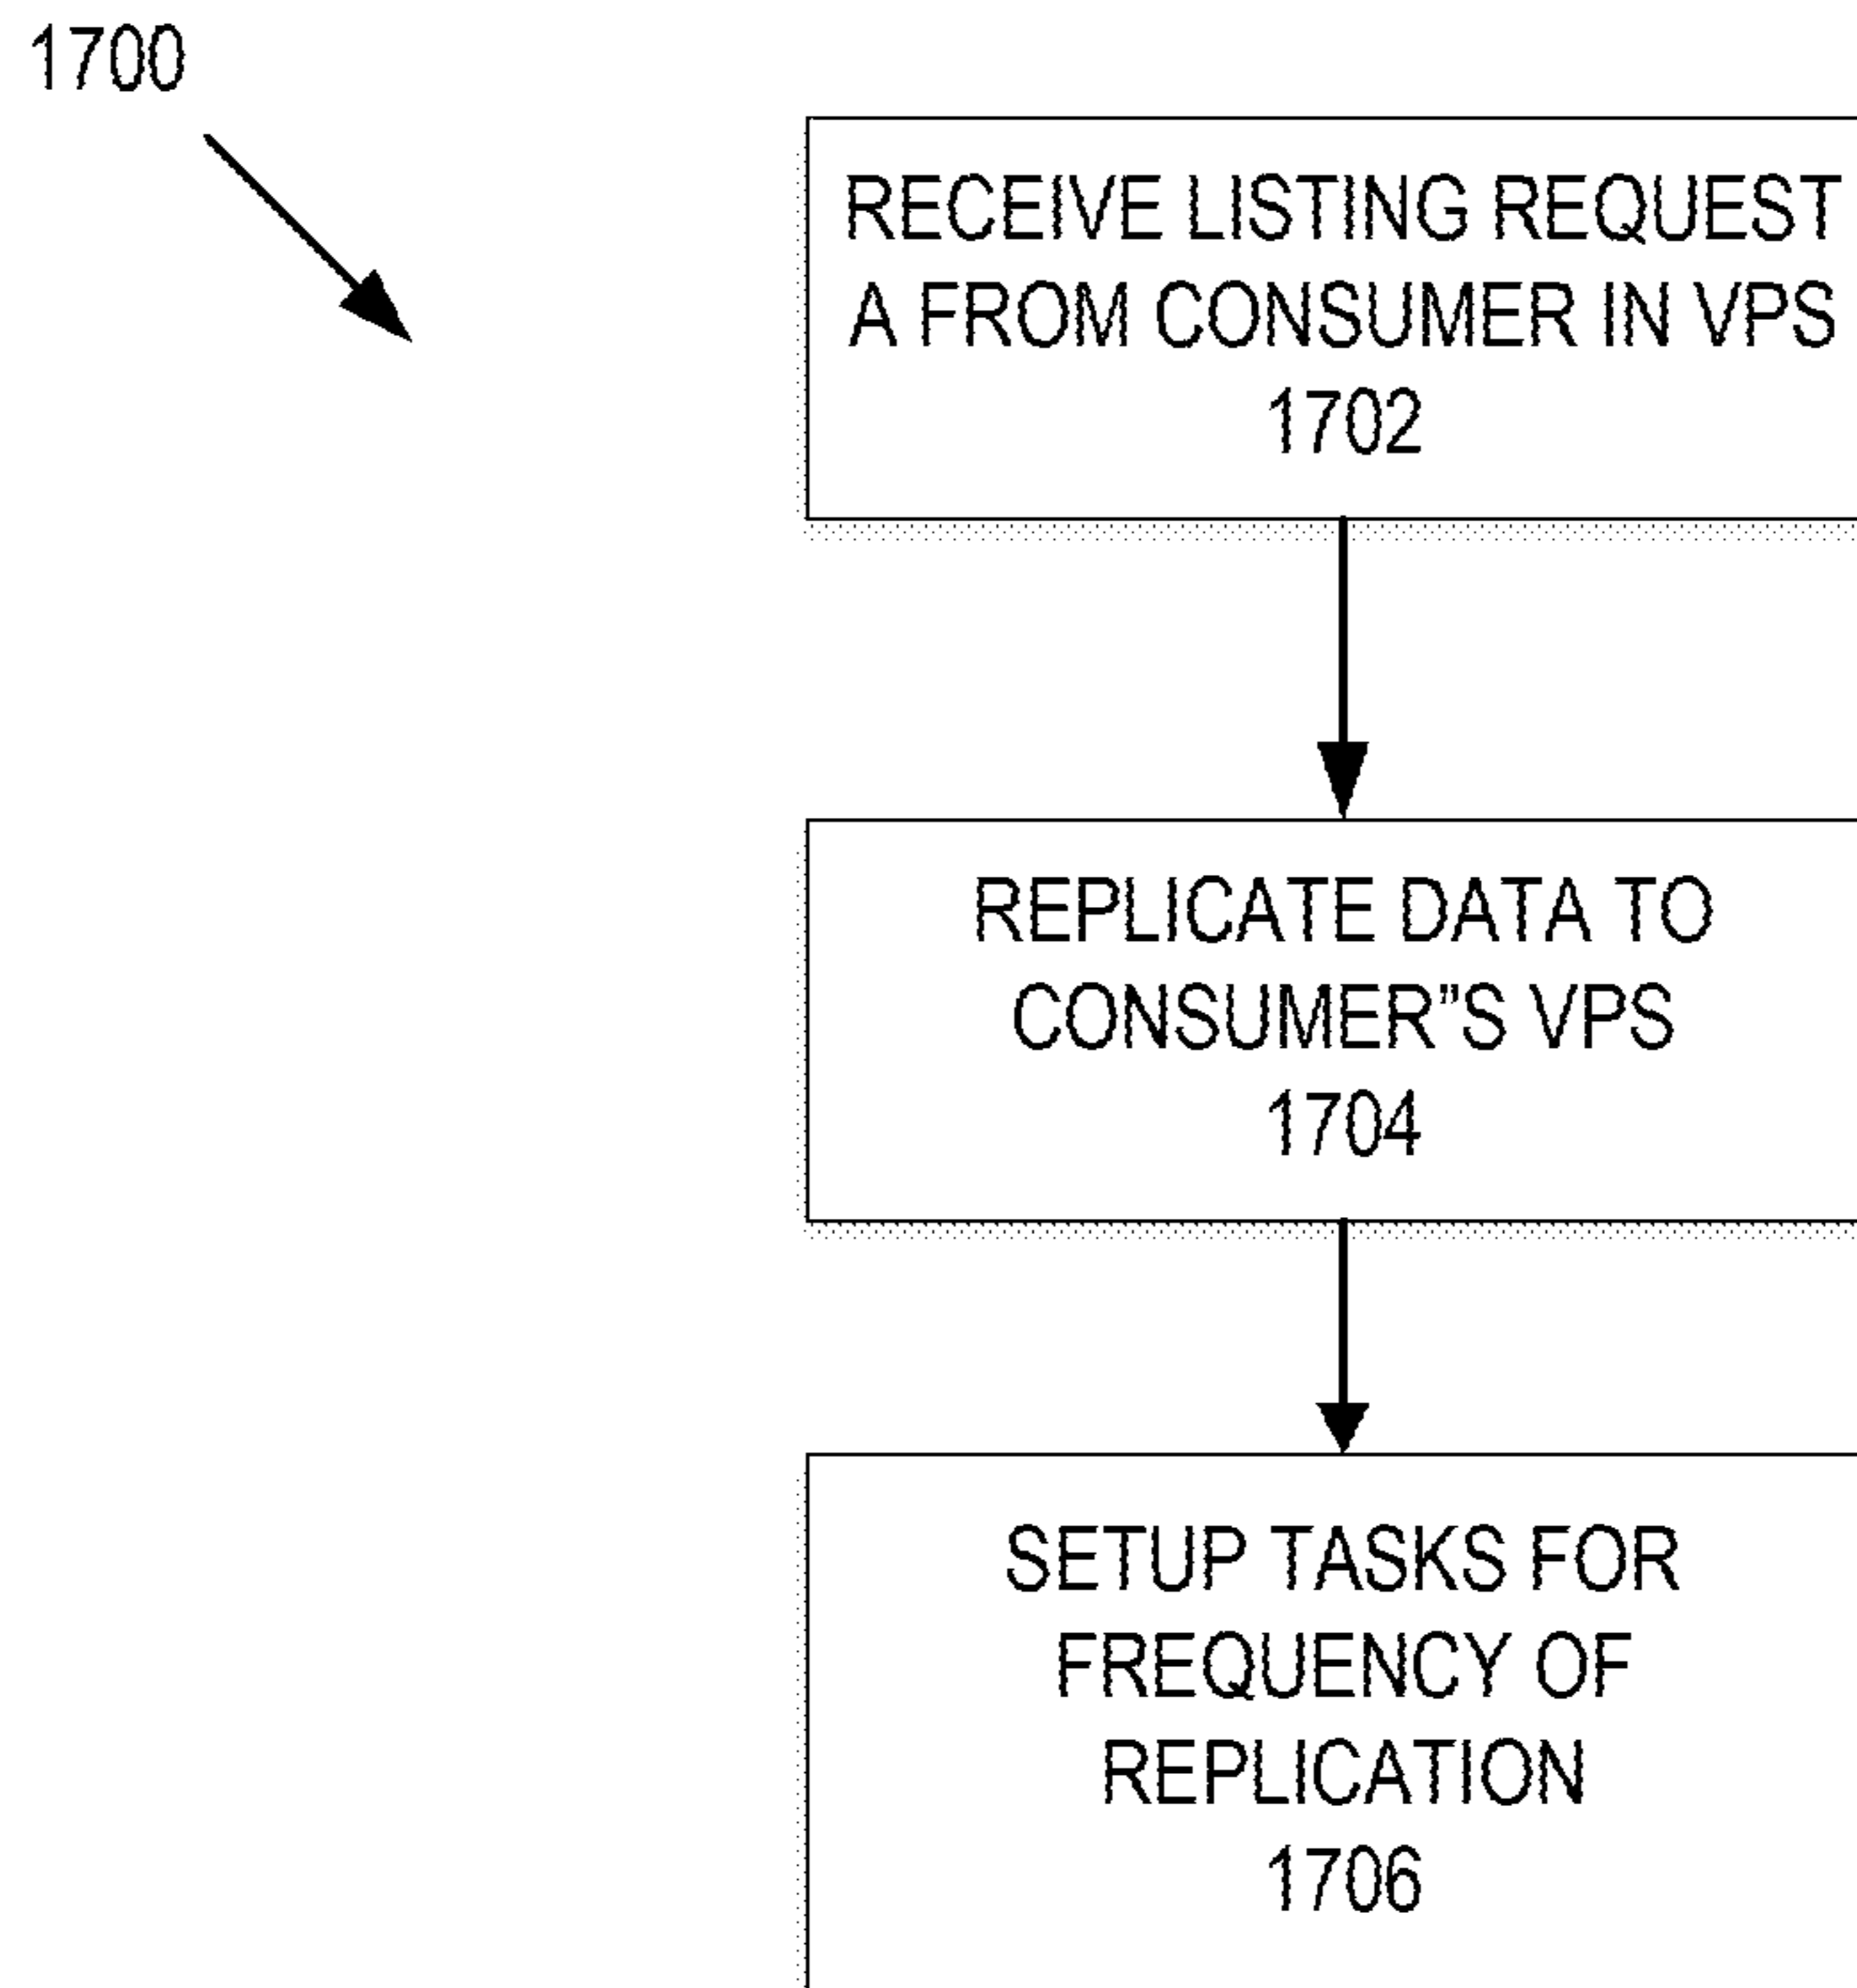 1700
RECEIVE LISTING REQUEST
A FROM CONSUMER IN VPS
1702
REPLICATE DATA TO
CONSUMER"S VPS
1704
SETUP TASKS FOR
FREQUENCY OF
REPLICATION
1706